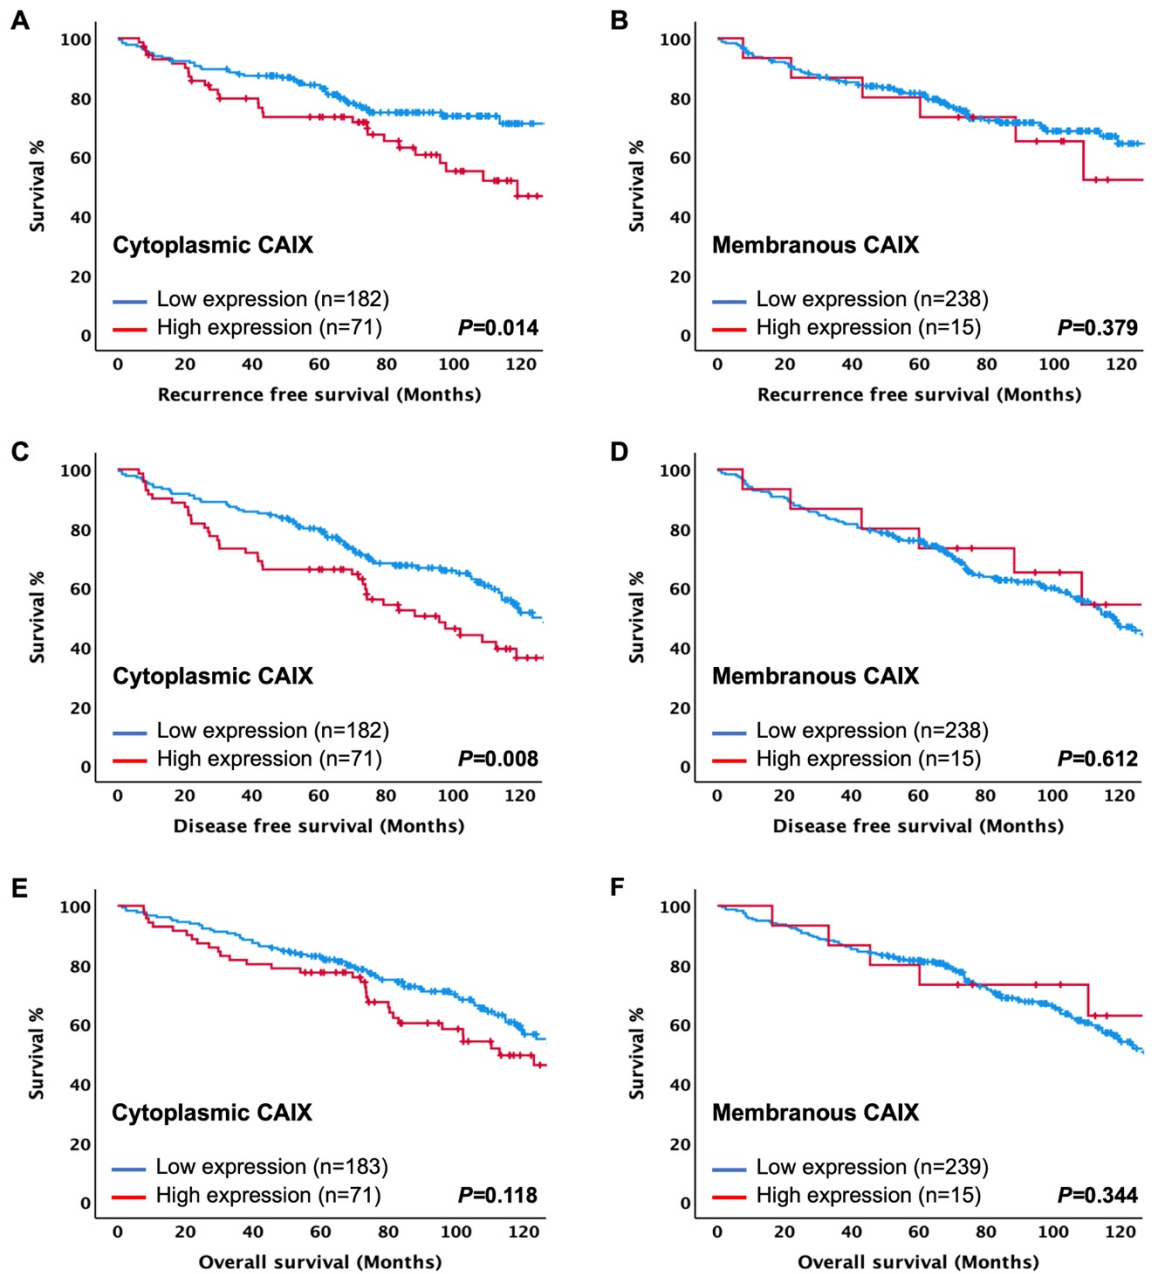 A
100
80
60
40
20
0
Survival %
Cytoplasmic CAIX
Low expression (n=182)
High expression (n=71)
P=0.014
0 20 40 60 80 100 120
Recurrence free survival (Months)
B
100
80
60
40
20
0
Survival %
Membranous CAIX
Low expression (n=238)
High expression (n=15)
P=0.379
0 20 40 60 80 100 120
Recurrence free survival (Months)
C
100
80
60
40
20
0
Survival %
Cytoplasmic CAIX
Low expression (n=182)
High expression (n=71)
P=0.008
0 20 40 60 80 100 120
Disease free survival (Months)
D
100
80
60
40
20
0
Survival %
Membranous CAIX
Low expression (n=238)
High expression (n=15)
P=0.612
0 20 40 60 80 100 120
Disease free survival (Months)
E
100
80
60
40
20
0
Survival %
Cytoplasmic CAIX
Low expression (n=183)
High expression (n=71)
P=0.118
0 20 40 60 80 100 120
Overall survival (Months)
F
100
80
60
40
20
0
Survival %
Membranous CAIX
Low expression (n=239)
High expression (n=15)
P=0.344
0 20 40 60 80 100 120
Overall survival (Months)